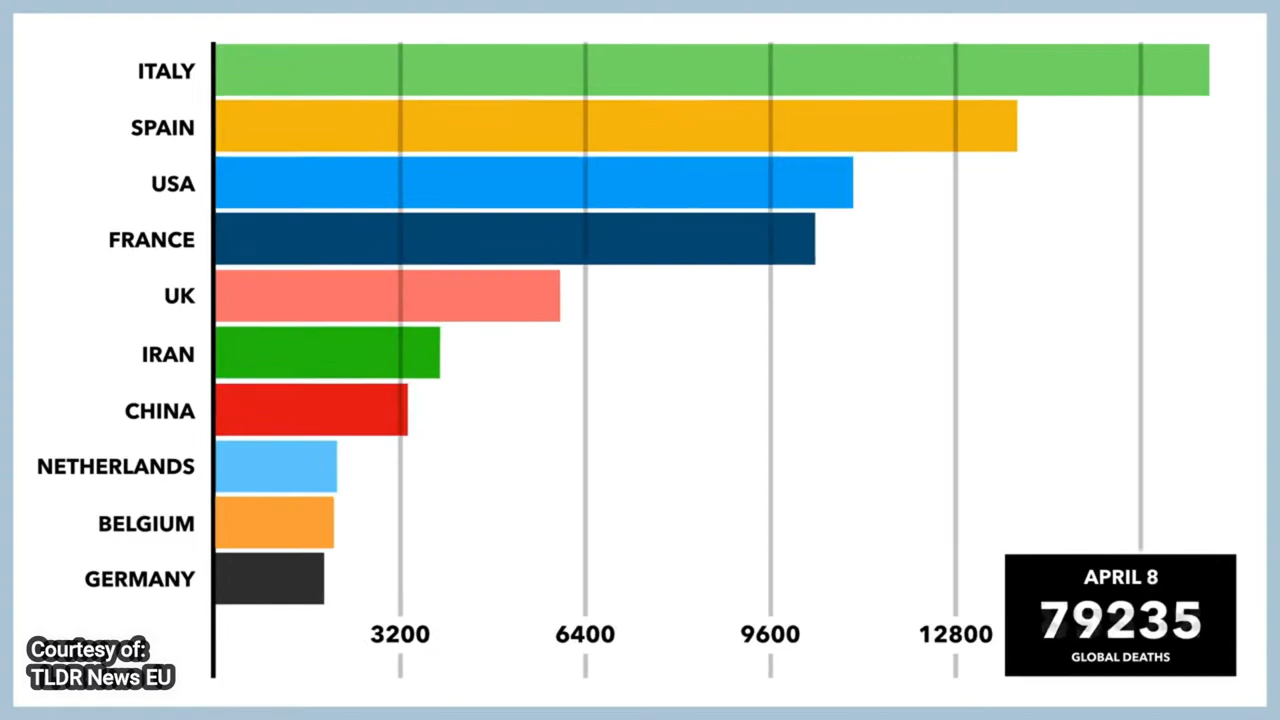 ITALY
SPAIN
USA
FRANCE
UK
IRAN
CHINA
NETHERLANDS
BELGIUM
GERMANY
3200 6400 9600 12800
APRIL 8
79235
GLOBAL DEATHS
Courtesy of:
TLDR News EU